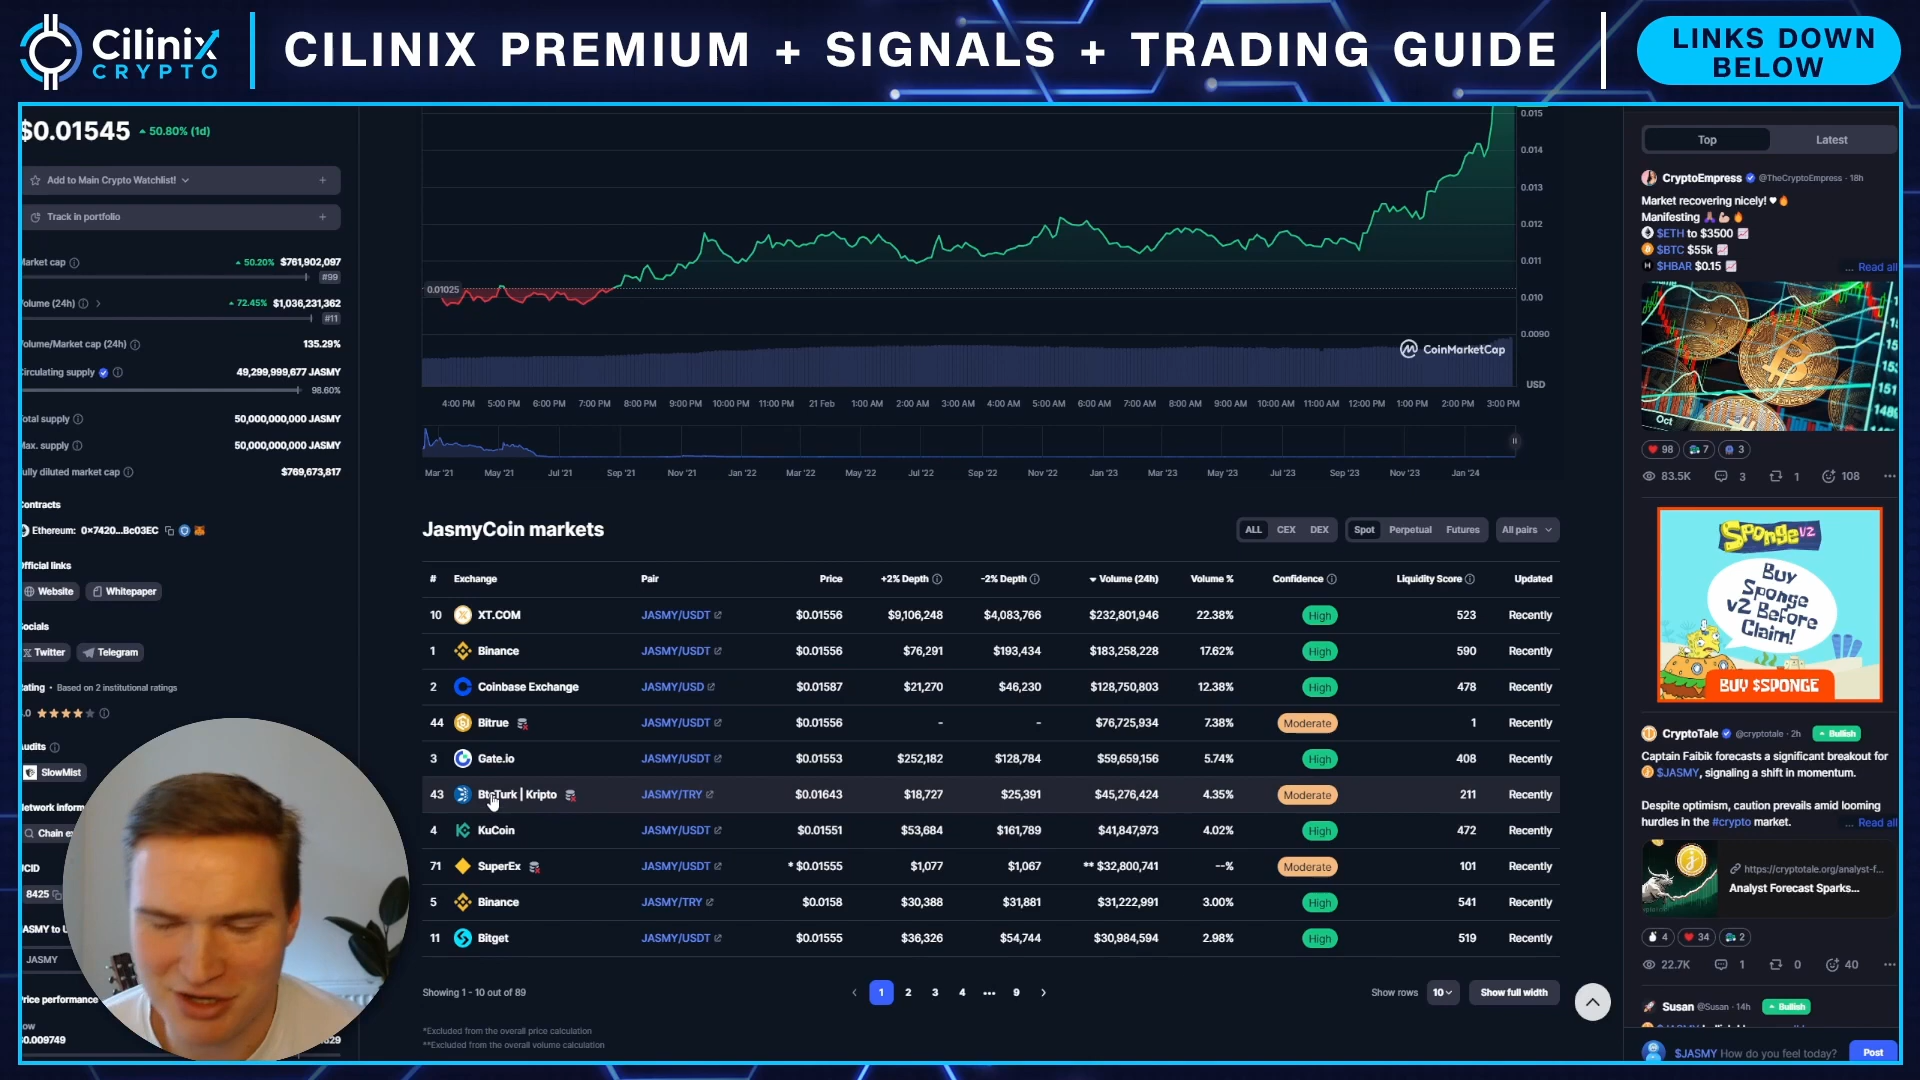 Cilinix
CRYPTO
CILINIX PREMIUM + SIGNALS + TRADING GUIDE
LINKS DOWN
BELOW
$0.01545 50.80% (1d)
Add to Main Crypto Watchlist!
Track in portfolio
Market cap 50.20% $761,902,097
#99
Volume (24h) 72.45% $1,036,231,362
#11
Volume/Market cap (24h) 135.29%
Circulating supply 49,299,999,677 JASMY
98.60%
Total supply 50,000,000,000 JASMY
Max. supply 50,000,000,000 JASMY
Fully diluted market cap $769,673,817
Contracts
Ethereum: 0x7420...Bc03EC
Official links
Website Whitepaper
Socials
Twitter Telegram
Rating • Based on 2 institutional ratings
.0
Audits
SlowMist
Network inform
Chain e
UCID
8425
JASMY to U
JASMY
Price performance
Low
$0.009749
0.015
0.014
0.013
0.012
0.011
0.010
0.0090
0.01025
CoinMarketCap
USD
4:00 PM 5:00 PM 6:00 PM 7:00 PM 8:00 PM 9:00 PM 10:00 PM 11:00 PM 21 Feb 1:00 AM 2:00 AM 3:00 AM 4:00 AM 5:00 AM 6:00 AM 7:00 AM 8:00 AM 9:00 AM 10:00 AM 11:00 AM 12:00 PM 1:00 PM 2:00 PM 3:00 PM
Mar '21 May '21 Jul '21 Sep '21 Nov '21 Jan '22 Mar '22 May '22 Jul '22 Sep '22 Nov '22 Jan '23 Mar '23 May '23 Jul '23 Sep '23 Nov '23 Jan '24
JasmyCoin markets
ALL CEX DEX Spot Perpetual Futures All pairs
# Exchange Pair Price +2% Depth -2% Depth Volume (24h) Volume % Confidence Liquidity Score Updated
10 XT.COM JASMY/USDT $0.01556 $9,106,248 $4,083,766 $232,801,946 22.38% High 523 Recently
1 Binance JASMY/USDT $0.01556 $76,291 $193,434 $183,258,228 17.62% High 590 Recently
2 Coinbase Exchange JASMY/USD $0.01587 $21,270 $46,230 $128,750,803 12.38% High 478 Recently
44 Bitrue JASMY/USDT $0.01556 - - $76,725,934 7.38% Moderate 1 Recently
3 Gate.io JASMY/USDT $0.01553 $252,182 $128,784 $59,659,156 5.74% High 408 Recently
43 BtcTurk | Kripto JASMY/TRY $0.01643 $18,727 $25,391 $45,276,424 4.35% Moderate 211 Recently
4 KuCoin JASMY/USDT $0.01551 $53,684 $161,789 $41,847,973 4.02% High 472 Recently
71 SuperEx JASMY/USDT * $0.01555 $1,077 $1,067 ** $32,800,741 --% Moderate 101 Recently
5 Binance JASMY/TRY $0.0158 $30,388 $31,881 $31,222,991 3.00% High 541 Recently
11 Bitget JASMY/USDT $0.01555 $36,326 $54,744 $30,984,594 2.98% High 519 Recently
Showing 1 - 10 out of 89
1 2 3 4 ••• 9
Show rows 10 Show full width
*Excluded from the overall price calculation
**Excluded from the overall volume calculation
Top Latest
CryptoEmpress @TheCryptoEmpress · 18h
Market recovering nicely!
Manifesting
$ETH to $3500
$BTC $55k
$HBAR $0.15 ... Read all
Oct
98 7 3
83.5K 3 1 108
Sponge V2
Buy
Sponge
v2 Before
Claim!
BUY $SPONGE
CryptoTale @cryptotale · 2h Bullish
Captain Faibik forecasts a significant breakout for
$JASMY, signaling a shift in momentum.
Despite optimism, caution prevails amid looming
hurdles in the #crypto market. ... Read all
https://cryptotale.org/analyst-f...
Analyst Forecast Sparks...
4 34 2
22.7K 1 0 40
Susan @Susan · 14h Bullish
$JASMY How do you feel today? Post